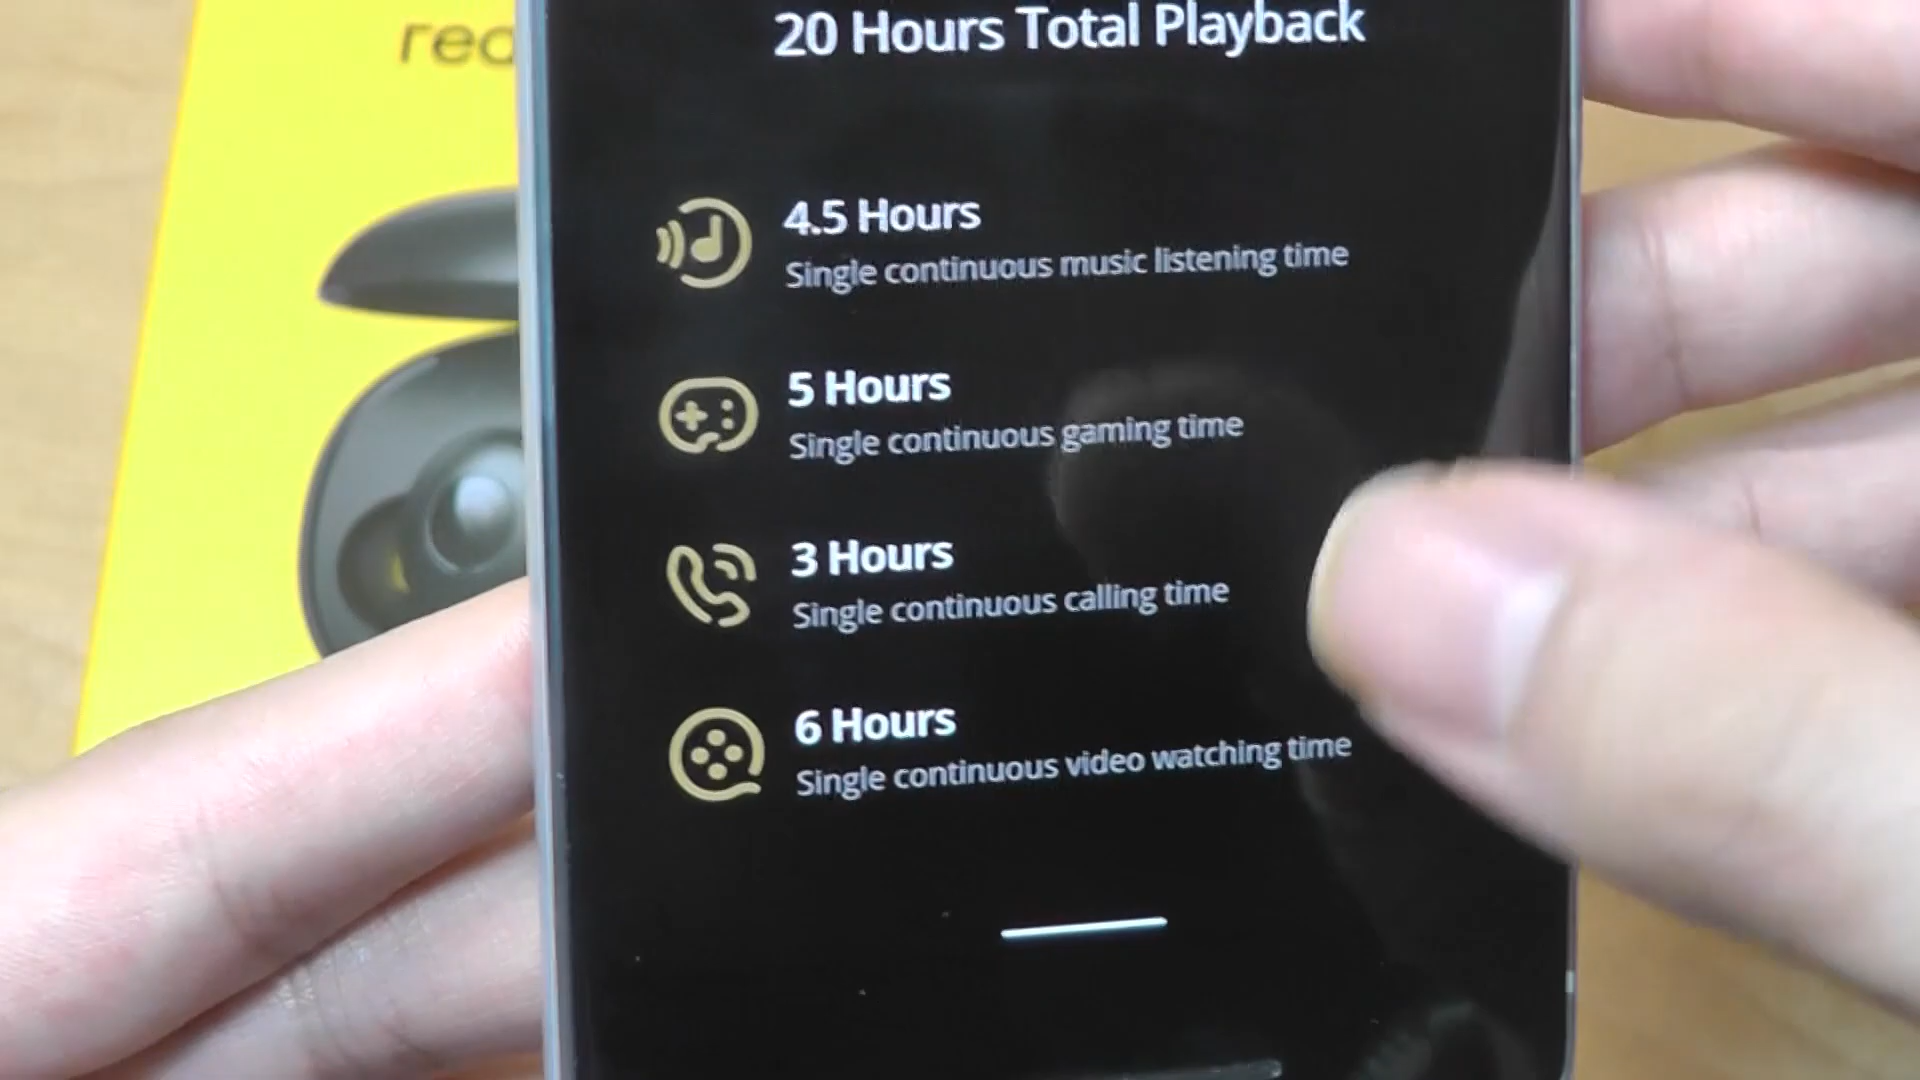 20 Hours Total Playback
4.5 Hours
Single continuous music listening time
5 Hours
Single continuous gaming time
3 Hours
Single continuous calling time
6 Hours
Single continuous video watching time